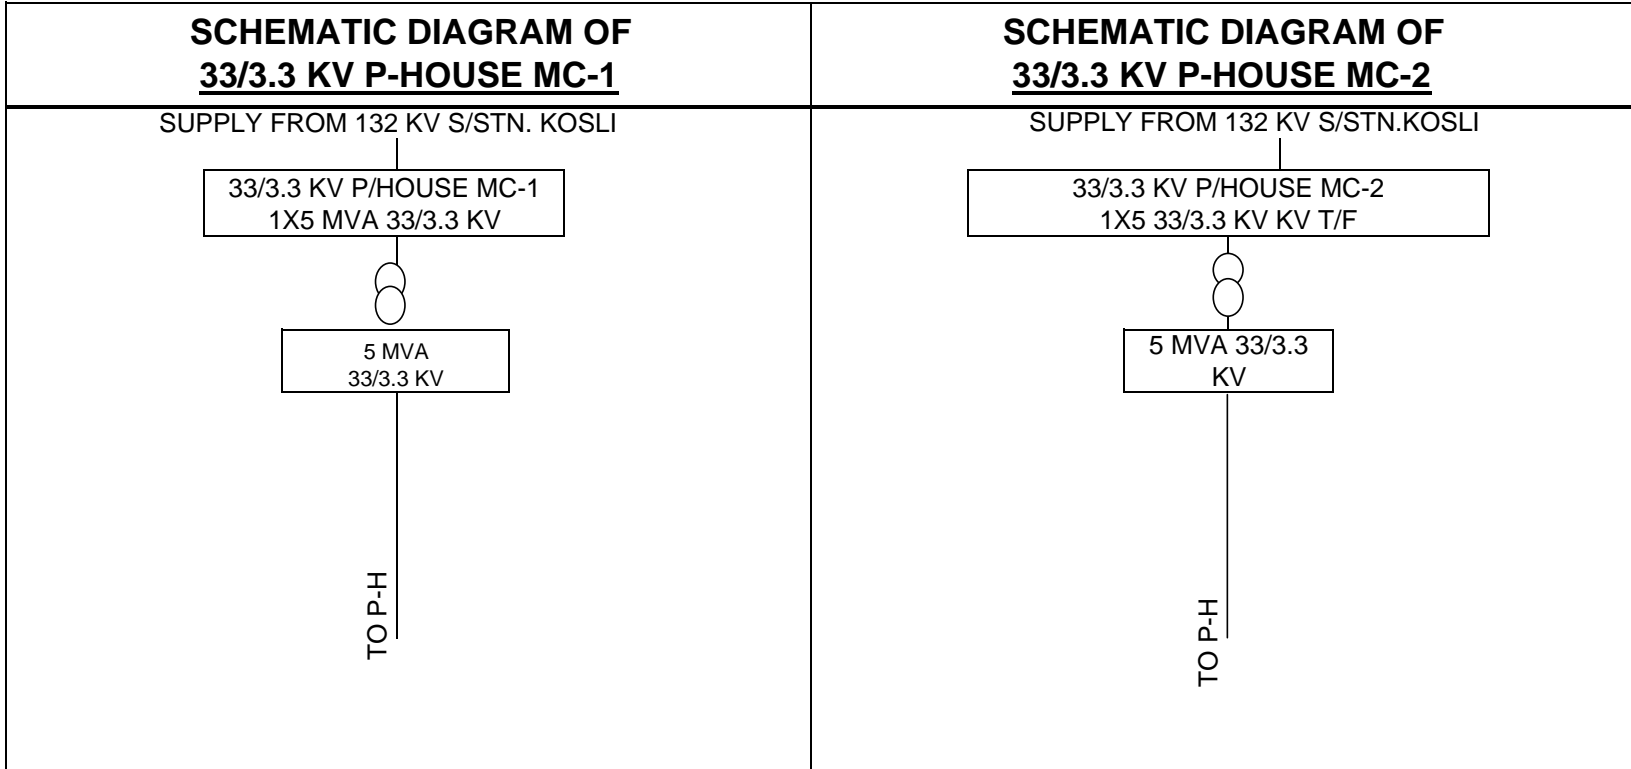 SCHEMATIC DIAGRAM OF
33/3.3 KV P-HOUSE MC-1
SUPPLY FROM 132 KV S/STN. KOSLI
33/3.3 KV P/HOUSE MC-1
1X5 MVA 33/3.3 KV
5 MVA
33/3.3 KV
TO P-H
SCHEMATIC DIAGRAM OF
33/3.3 KV P-HOUSE MC-2
SUPPLY FROM 132 KV S/STN.KOSLI
33/3.3 KV P/HOUSE MC-2
1X5 33/3.3 KV KV T/F
5 MVA 33/3.3
KV
TO P-H